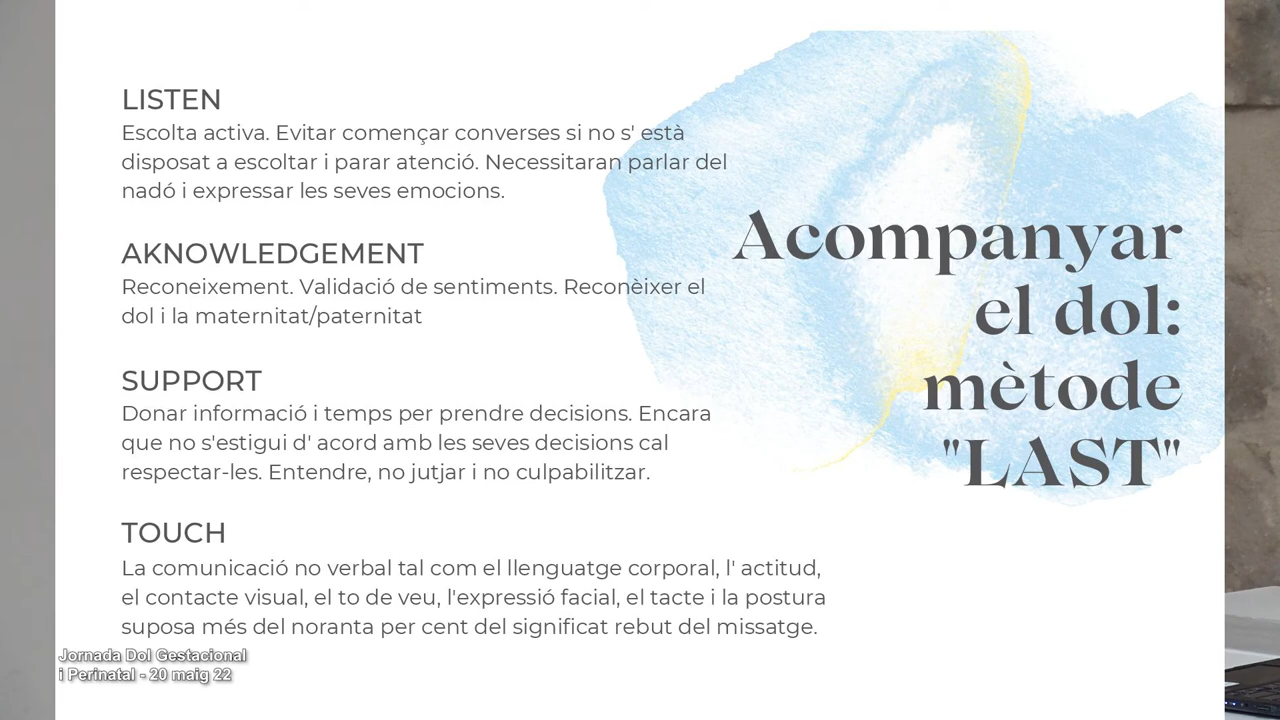 LISTEN
Escolta activa. Evitar començar converses si no s' està
disposat a escoltar i parar atenció. Necessitaran parlar del
nadó i expressar les seves emocions.
AKNOWLEDGEMENT
Reconeixement. Validació de sentiments. Reconèixer el
dol i la maternitat/paternitat
SUPPORT
Donar informació i temps per prendre decisions. Encara
que no s'estigui d' acord amb les seves decisions cal
respectar-les. Entendre, no jutjar i no culpabilitzar.
TOUCH
La comunicació no verbal tal com el llenguatge corporal, l' actitud,
el contacte visual, el to de veu, l'expressió facial, el tacte i la postura
suposa més del noranta per cent del significat rebut del missatge.
Acompanyar
el dol:
mètode
"LAST"
Jornada Dol Gestacional
i Perinatal - 20 maig 22